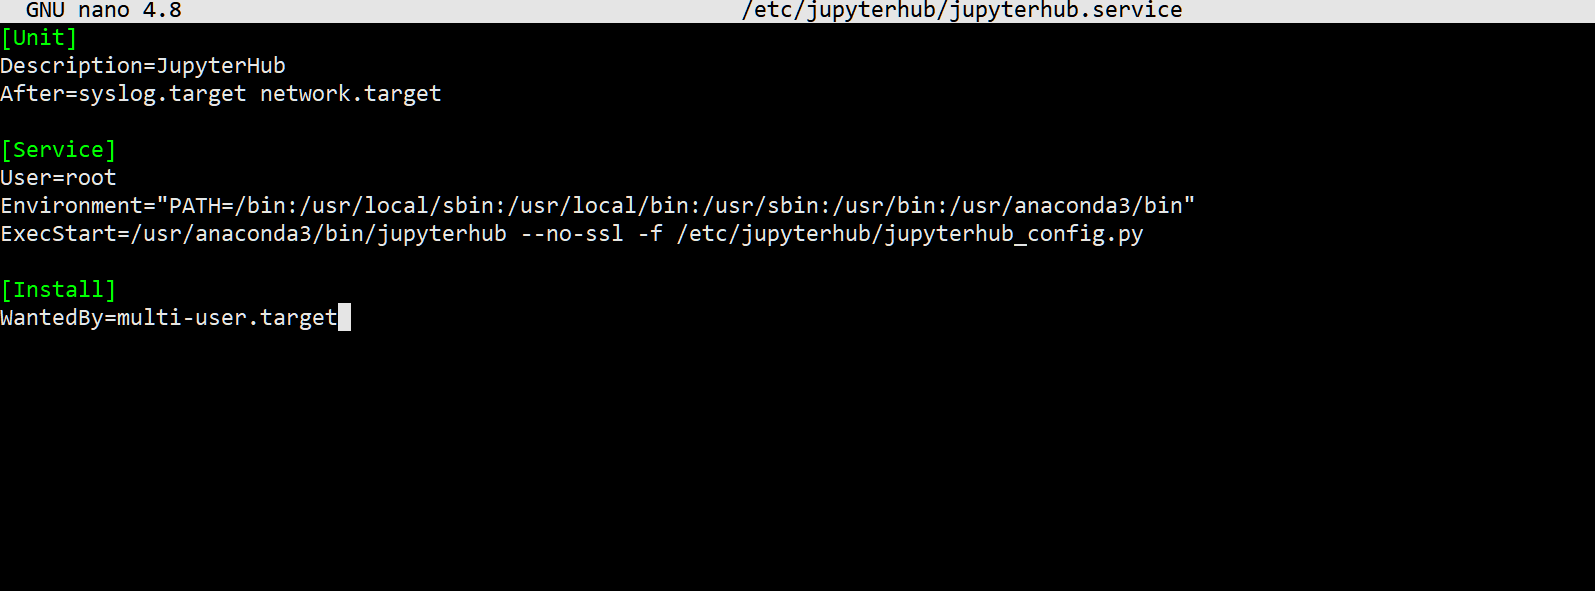 GNU nano 4.8 /etc/jupyterhub/jupyterhub.service
[Unit]
Description=JupyterHub
After=syslog.target network.target
[Service]
User=root
Environment="PATH=/bin:/usr/local/sbin:/usr/local/bin:/usr/sbin:/usr/bin:/usr/anaconda3/bin"
ExecStart=/usr/anaconda3/bin/jupyterhub --no-ssl -f /etc/jupyterhub/jupyterhub_config.py
[Install]
WantedBy=multi-user.target